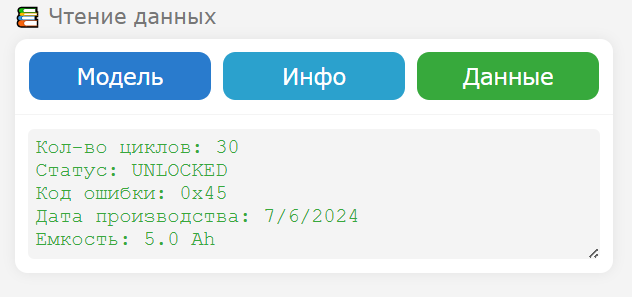 Чтение данных
Модель Инфо Данные
Кол-во циклов: 30
Статус: UNLOCKED
Код ошибки: 0x45
Дата производства: 7/6/2024
Емкость: 5.0 Ah